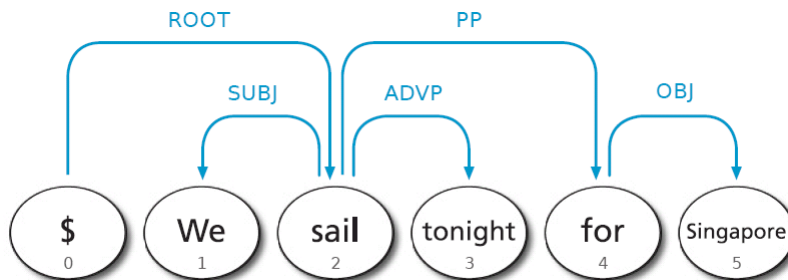 ROOT PP
SUBJ ADVP OBJ
$ We sail tonight for Singapore
0 1 2 3 4 5